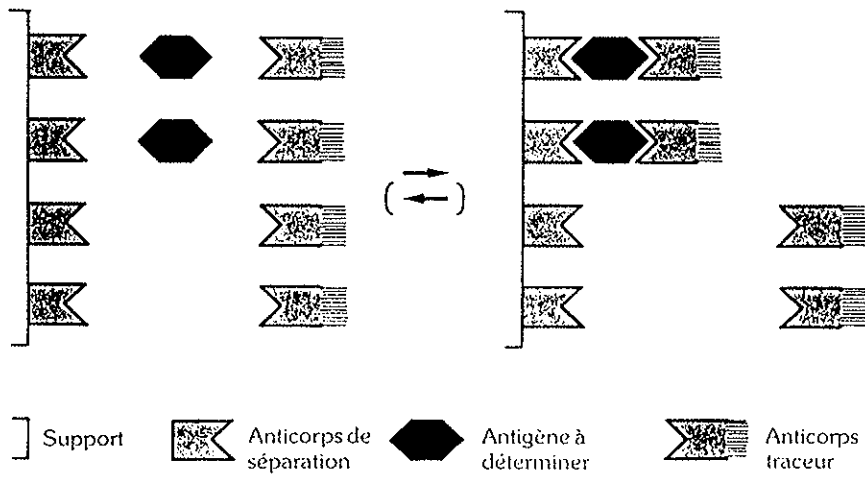 Support
Anticorps de
séparation
Antigène à
déterminer
Anticorps
traceur